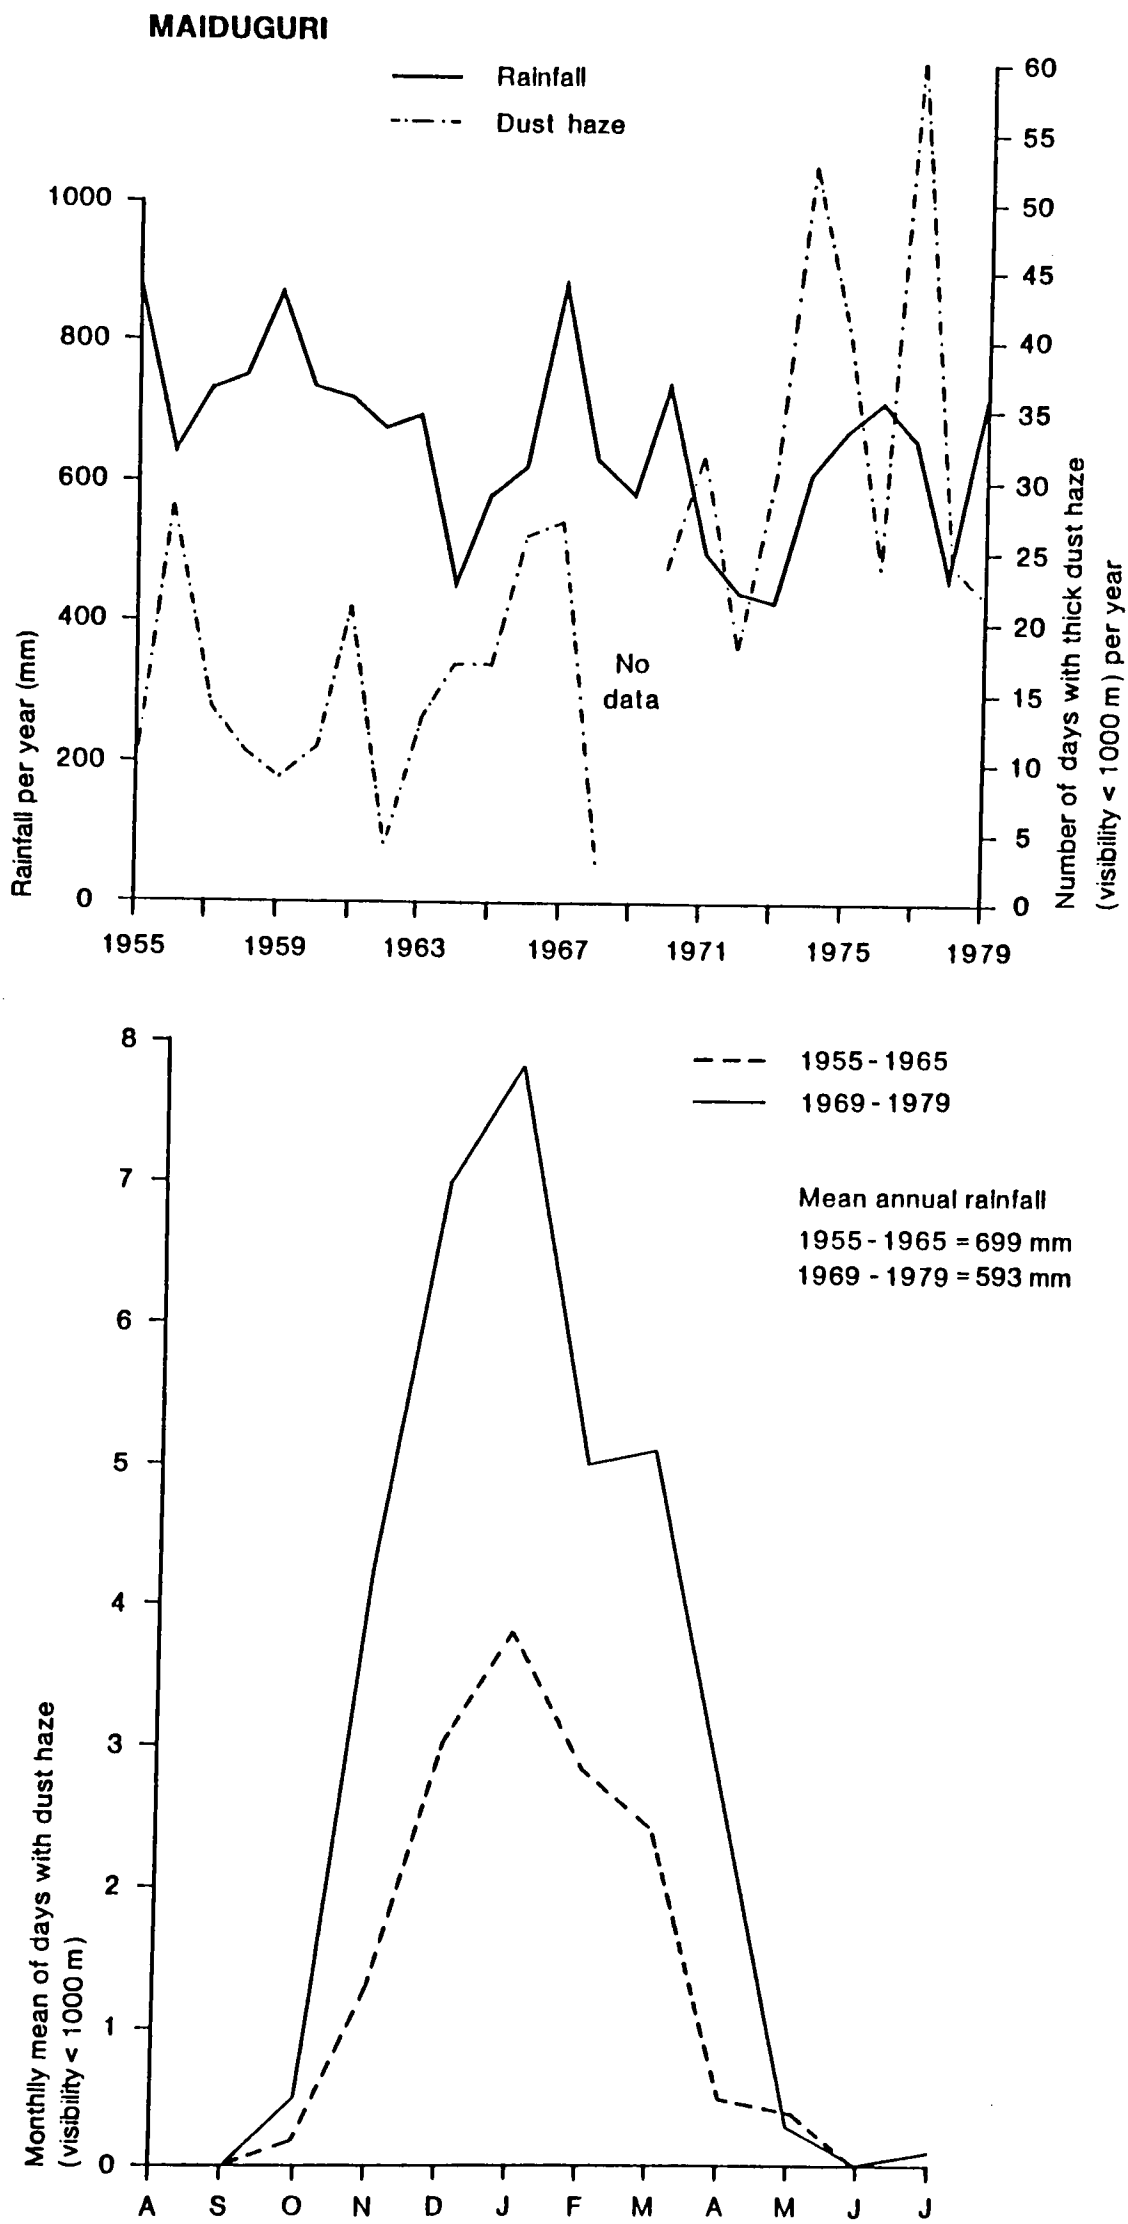 MAIDUGURI
Rainfall
Dust haze
1000
800
600
400
200
0
Rainfall per year (mm)
60
55
50
45
40
35
30
25
20
15
10
5
0
Number of days with thick dust haze
(visibility < 1000 m) per year
No
data
1955 1959 1963 1967 1971 1975 1979
1955-1965
1969-1979
Mean annual rainfall
1955-1965 = 699 mm
1969-1979 = 593 mm
8
7
6
5
4
3
2
1
0
Monthly mean of days with dust haze
(visibility < 1000 m)
A S O N D J F M A M J J